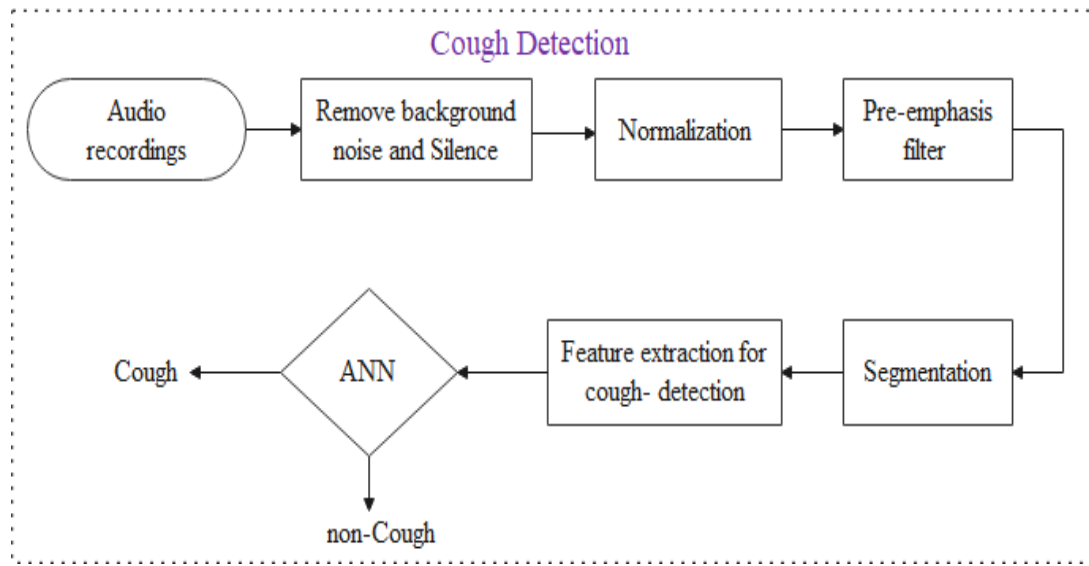 Cough Detection
Audio
recordings
Remove background
noise and Silence
Normalization
Pre-emphasis
filter
Segmentation
Feature extraction for
cough- detection
ANN
Cough
non-Cough